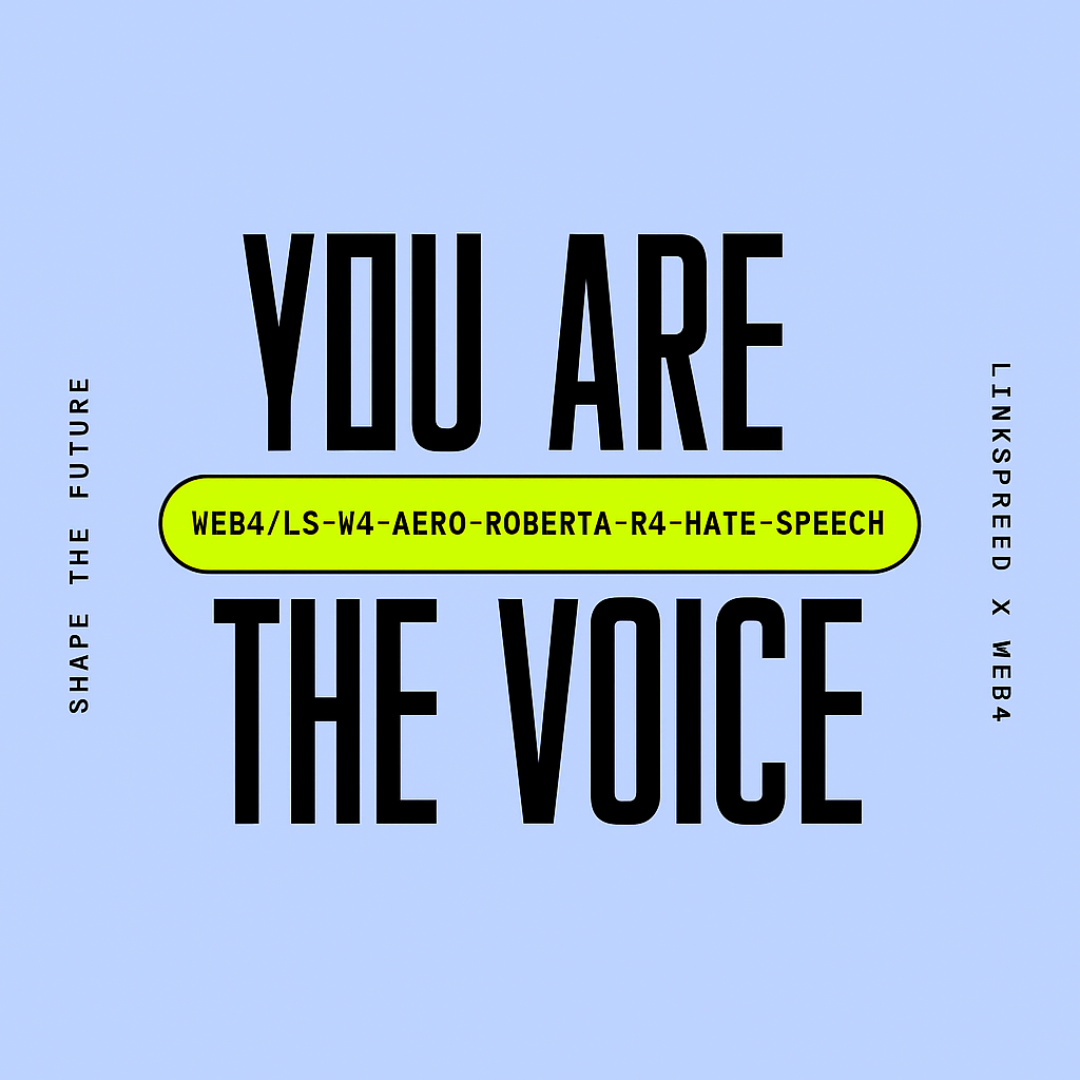 YOU ARE
WEB4/LS-W4-AERO-ROBERTA-R4-HATE-SPEECH
THE VOICE
SHAPE THE FUTURE
LINKSPREED X WEB4